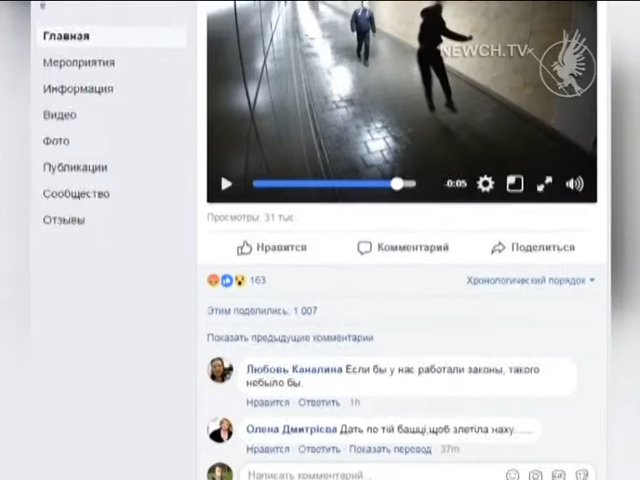 Главная
Мероприятия
Информация
Видео
Фото
Публикации
Сообщество
Отзывы
NEWCH.TV
-0:05
Просмотры: 31 тыс.
Нравится Комментарий Поделиться
163 Хронологический порядок
Этим поделились: 1 007
Показать предыдущие комментарии
Любовь Каналина Если бы у нас работали законы, такого
небыло бы.
Нравится · Ответить · 1h
Олена Дмитрієва Дать по тій башці,щоб злетіла наху......
Нравится · Ответить · Показать перевод · 37m
Написать комментарий...